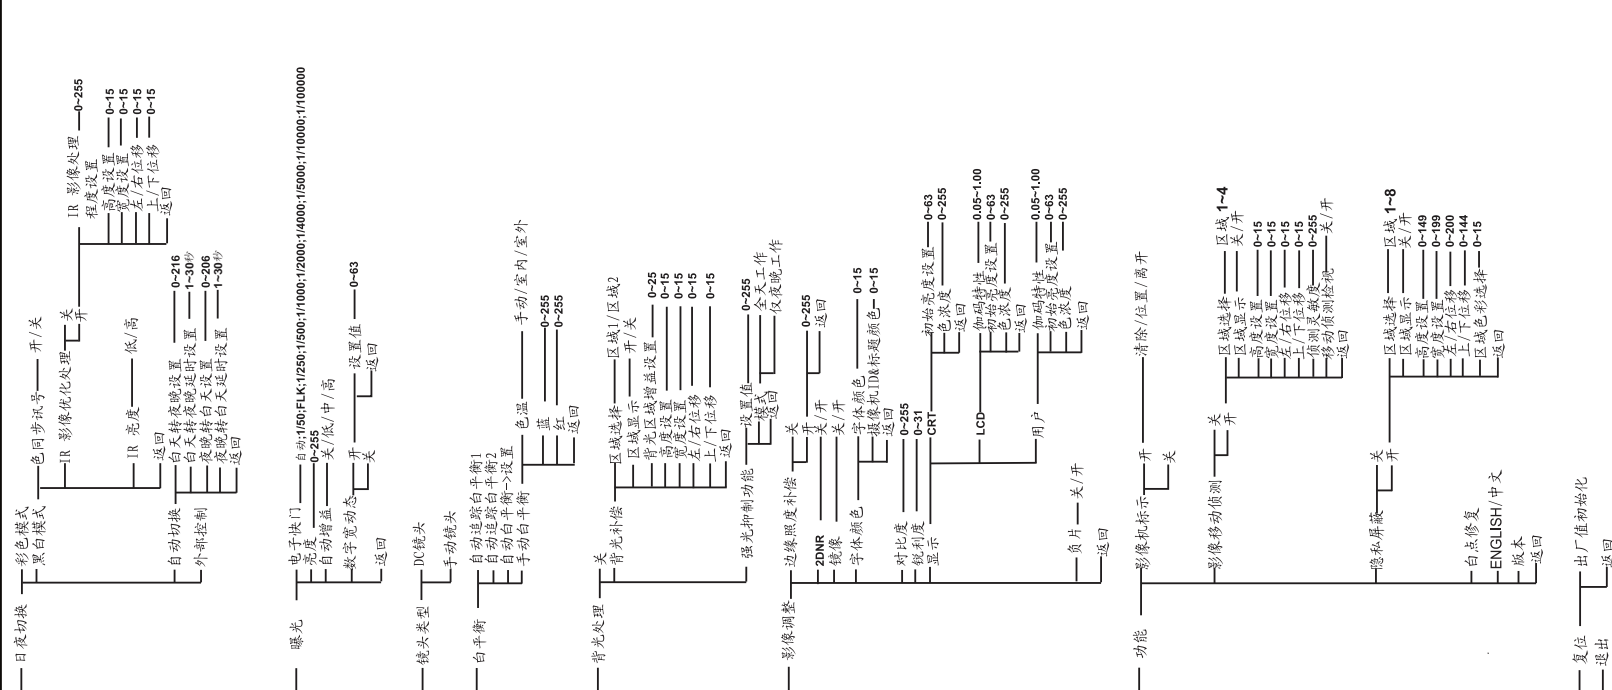 日夜切换
彩色模式
黑白模式
色同步讯号
开/关
IR 影像优化处理
关
开
IR 影像处理
程度设置
0~255
高度设置
0~15
宽度设置
0~15
左/右位移
0~15
上/下位移
0~15
返回
IR 亮度
低/高
返回
自动切换
白天转夜晚设置
0~216
白天转夜晚延时设置
1~30秒
夜晚转白天设置
0~206
夜晚转白天延时设置
1~30秒
返回
外部控制
曝光
电子快门
自动;1/50;FLK;1/250;1/500;1/1000;1/2000;1/4000;1/5000;1/10000;1/100000
亮度
0~255
自动增益
关/低/中/高
数字宽动态
开
设置值
0~63
返回
关
返回
镜头类型
DC镜头
手动镜头
白平衡
自动追踪白平衡1
自动追踪白平衡2
自动白平衡->设置
手动白平衡
色温
手动/室内/室外
蓝
0~255
红
0~255
返回
背光处理
关
背光补偿
区域选择
区域1/区域2
区域显示
开/关
背光区域增益设置
0~25
高度设置
0~15
宽度设置
0~15
左/右位移
0~15
上/下位移
0~15
返回
强光抑制功能
设置值
0~255
模式
全天工作
仅夜晚工作
返回
影像调整
边缘照度补偿
关
开
0~255
返回
2DNR
关/开
镜像
关/开
字体颜色
字体颜色
0~15
摄像机ID&标题颜色
0~15
返回
对比度
0~255
锐利度
0~31
显示
CRT
初始亮度设置
0~63
色浓度
0~255
返回
LCD
伽码特性
0.05~1.00
初始亮度设置
0~63
色浓度
0~255
返回
用户
伽码特性
0.05~1.00
初始亮度设置
0~63
色浓度
0~255
返回
负片
关/开
返回
功能
影像机标示
开
清除/位置/离开
关
影像移动侦测
关
开
区域选择
区域 1~4
区域显示
关/开
高度设置
0~15
宽度设置
0~15
左/右位移
0~15
上/下位移
0~15
侦测灵敏度
0~255
移动侦测检视
关/开
返回
隐私屏蔽
关
开
区域选择
区域 1~8
区域显示
关/开
高度设置
0~149
宽度设置
0~199
左/右位移
0~200
上/下位移
0~144
区域色彩选择
0~15
返回
白点修复
ENGLISH/中文
版本
返回
复位
出厂值初始化
返回
退出